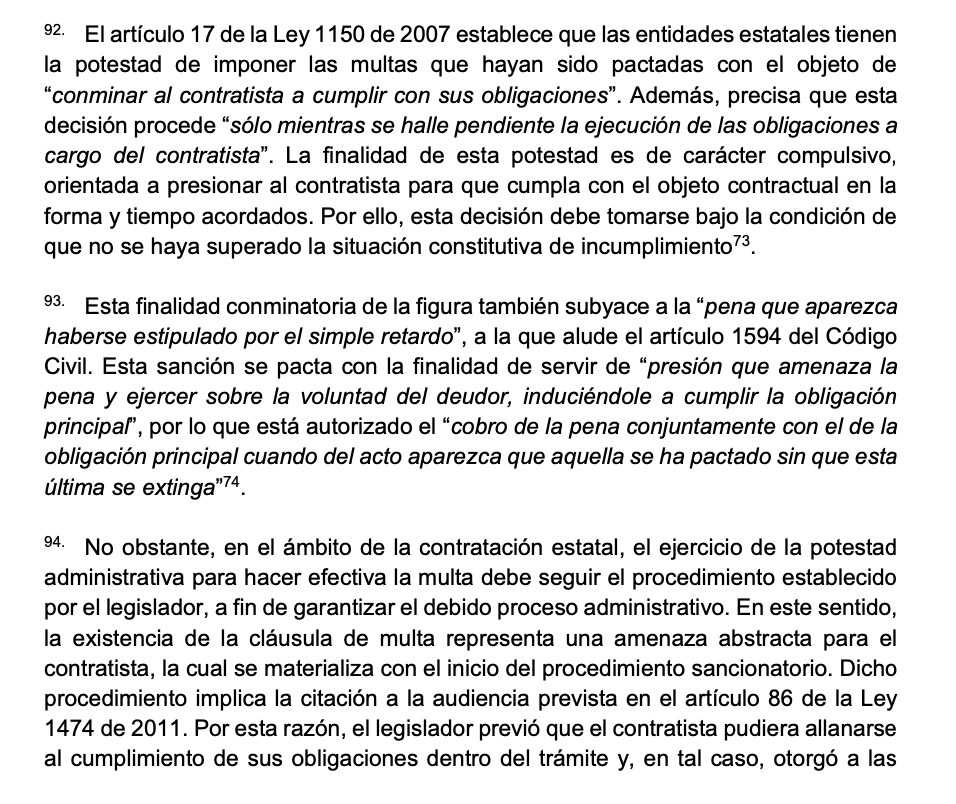 92. El artículo 17 de la Ley 1150 de 2007 establece que las entidades estatales tienen
la potestad de imponer las multas que hayan sido pactadas con el objeto de
“conminar al contratista a cumplir con sus obligaciones”. Además, precisa que esta
decisión procede “sólo mientras se halle pendiente la ejecución de las obligaciones a
cargo del contratista”. La finalidad de esta potestad es de carácter compulsivo,
orientada a presionar al contratista para que cumpla con el objeto contractual en la
forma y tiempo acordados. Por ello, esta decisión debe tomarse bajo la condición de
que no se haya superado la situación constitutiva de incumplimiento73.
93. Esta finalidad conminatoria de la figura también subyace a la “pena que aparezca
haberse estipulado por el simple retardo”, a la que alude el artículo 1594 del Código
Civil. Esta sanción se pacta con la finalidad de servir de “presión que amenaza la
pena y ejercer sobre la voluntad del deudor, induciéndole a cumplir la obligación
principal”, por lo que está autorizado el “cobro de la pena conjuntamente con el de la
obligación principal cuando del acto aparezca que aquella se ha pactado sin que esta
última se extinga”74.
94. No obstante, en el ámbito de la contratación estatal, el ejercicio de la potestad
administrativa para hacer efectiva la multa debe seguir el procedimiento establecido
por el legislador, a fin de garantizar el debido proceso administrativo. En este sentido,
la existencia de la cláusula de multa representa una amenaza abstracta para el
contratista, la cual se materializa con el inicio del procedimiento sancionatorio. Dicho
procedimiento implica la citación a la audiencia prevista en el artículo 86 de la Ley
1474 de 2011. Por esta razón, el legislador previó que el contratista pudiera allanarse
al cumplimiento de sus obligaciones dentro del trámite y, en tal caso, otorgó a las